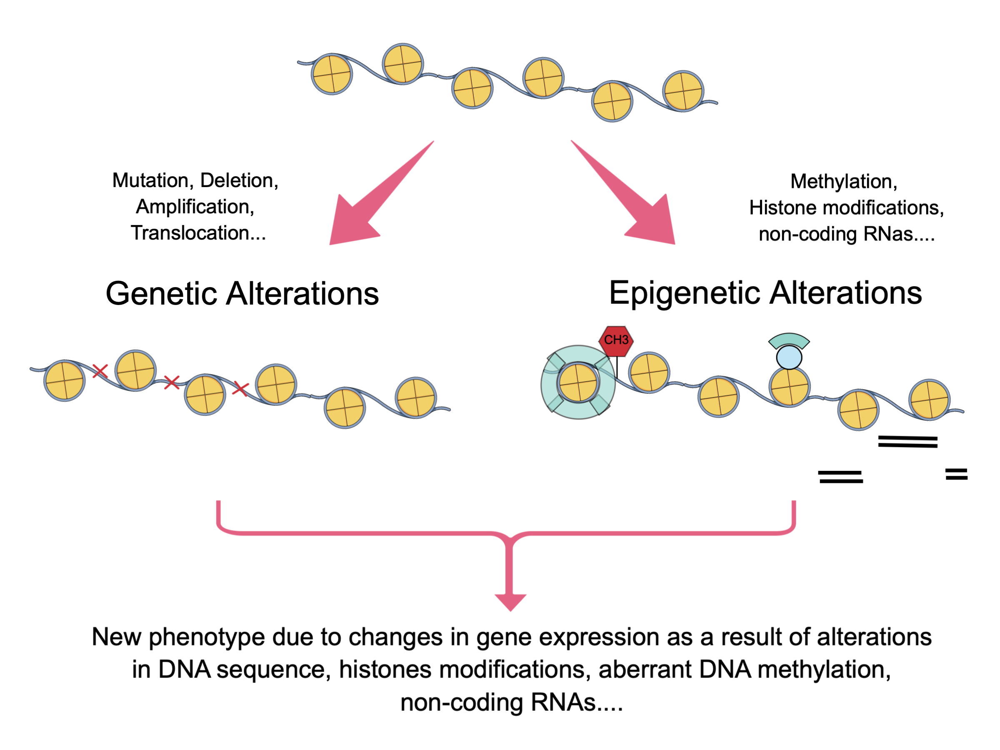 Mutation, Deletion,
Amplification,
Translocation...
Methylation,
Histone modifications,
non-coding RNas....
Genetic Alterations
Epigenetic Alterations
CH3
New phenotype due to changes in gene expression as a result of alterations
in DNA sequence, histones modifications, aberrant DNA methylation,
non-coding RNAs....